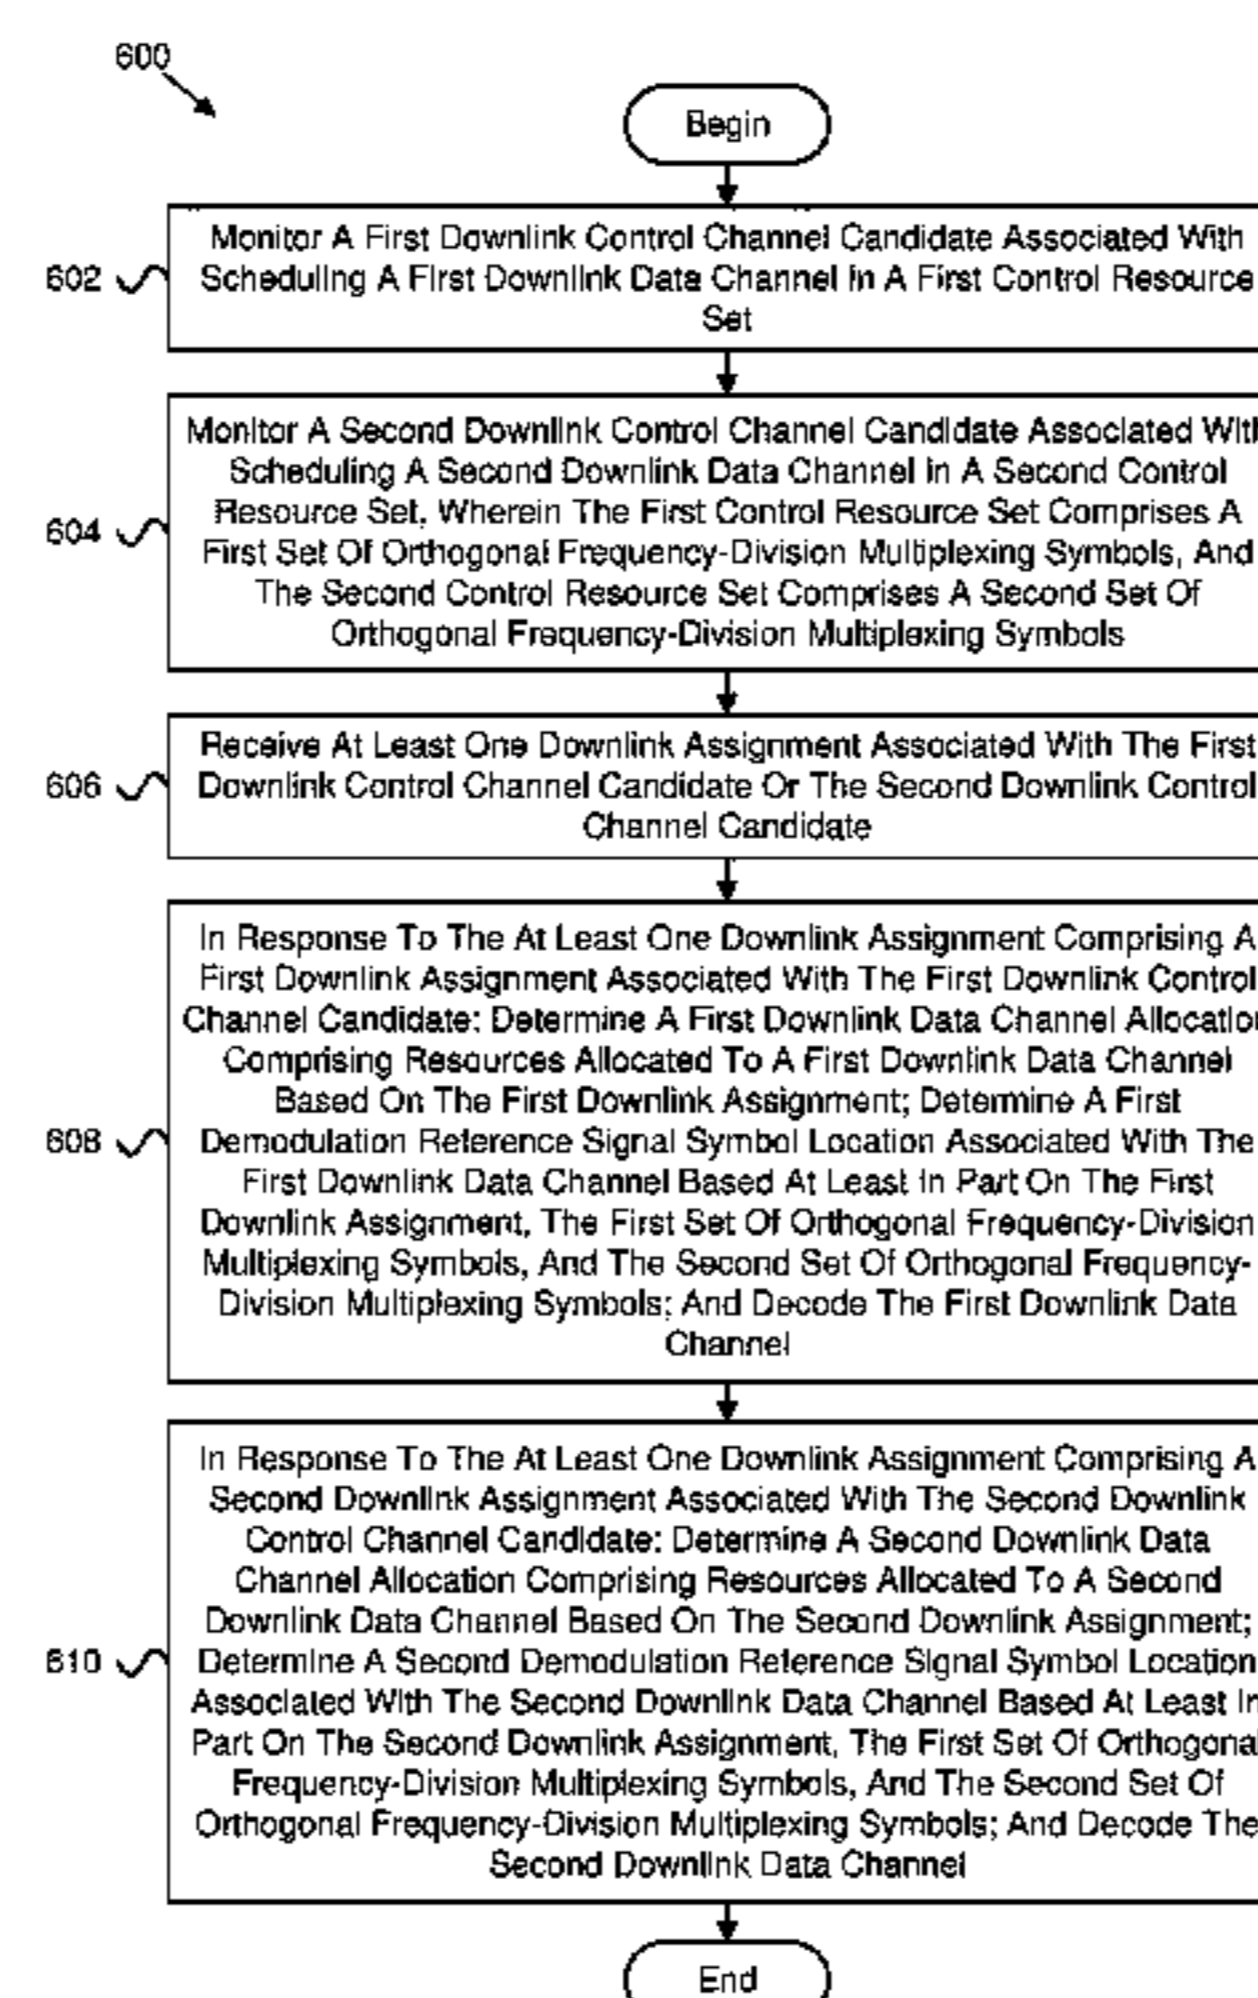 600
Begin
602
Monitor A First Downlink Control Channel Candidate Associated With
Scheduling A First Downlink Data Channel In A First Control Resource
Set
604
Monitor A Second Downlink Control Channel Candidate Associated With
Scheduling A Second Downlink Data Channel In A Second Control
Resource Set, Wherein The First Control Resource Set Comprises A
First Set Of Orthogonal Frequency-Division Multiplexing Symbols, And
The Second Control Resource Set Comprises A Second Set Of
Orthogonal Frequency-Division Multiplexing Symbols
606
Receive At Least One Downlink Assignment Associated With The First
Downlink Control Channel Candidate Or The Second Downlink Control
Channel Candidate
608
In Response To The At Least One Downlink Assignment Comprising A
First Downlink Assignment Associated With The First Downlink Control
Channel Candidate: Determine A First Downlink Data Channel Allocation
Comprising Resources Allocated To A First Downlink Data Channel
Based On The First Downlink Assignment; Determine A First
Demodulation Reference Signal Symbol Location Associated With The
First Downlink Data Channel Based At Least In Part On The First
Downlink Assignment, The First Set Of Orthogonal Frequency-Division
Multiplexing Symbols, And The Second Set Of Orthogonal Frequency-
Division Multiplexing Symbols; And Decode The First Downlink Data
Channel
610
In Response To The At Least One Downlink Assignment Comprising A
Second Downlink Assignment Associated With The Second Downlink
Control Channel Candidate: Determine A Second Downlink Data
Channel Allocation Comprising Resources Allocated To A Second
Downlink Data Channel Based On The Second Downlink Assignment;
Determine A Second Demodulation Reference Signal Symbol Location
Associated With The Second Downlink Data Channel Based At Least In
Part On The Second Downlink Assignment, The First Set Of Orthogonal
Frequency-Division Multiplexing Symbols, And The Second Set Of
Orthogonal Frequency-Division Multiplexing Symbols; And Decode The
Second Downlink Data Channel
End